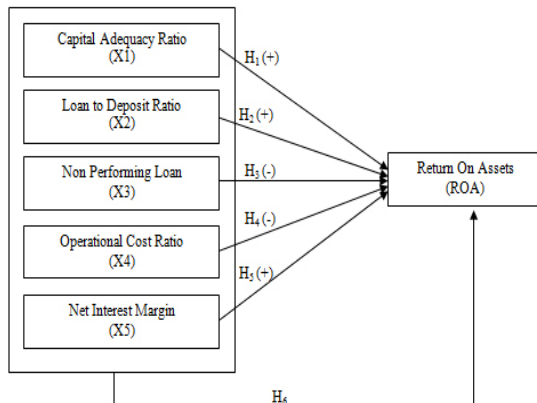 Capital Adequacy Ratio
(X1)
H1 (+)
Loan to Deposit Ratio
(X2)
H2 (+)
Non Performing Loan
(X3)
H3 (-)
Return On Assets
(ROA)
Operational Cost Ratio
(X4)
H4 (-)
Net Interest Margin
(X5)
H5 (+)
H6